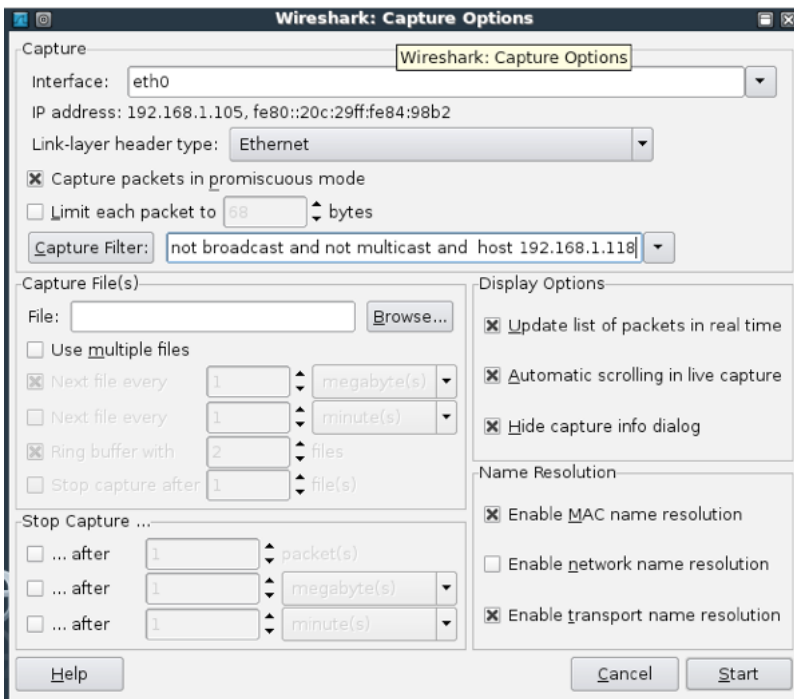 Wireshark: Capture Options
Capture
Wireshark: Capture Options
Interface: eth0
IP address: 192.168.1.105, fe80::20c:29ff:fe84:98b2
Link-layer header type: Ethernet
Capture packets in promiscuous mode
Limit each packet to 68 bytes
Capture Filter: not broadcast and not multicast and  host 192.168.1.118
Capture File(s)
File: Browse...
Use multiple files
Next file every 1 megabyte(s)
Next file every 1 minute(s)
Ring buffer with 2 files
Stop capture after 1 file(s)
Stop Capture ...
... after 1 packet(s)
... after 1 megabyte(s)
... after 1 minute(s)
Display Options
Update list of packets in real time
Automatic scrolling in live capture
Hide capture info dialog
Name Resolution
Enable MAC name resolution
Enable network name resolution
Enable transport name resolution
Help Cancel Start